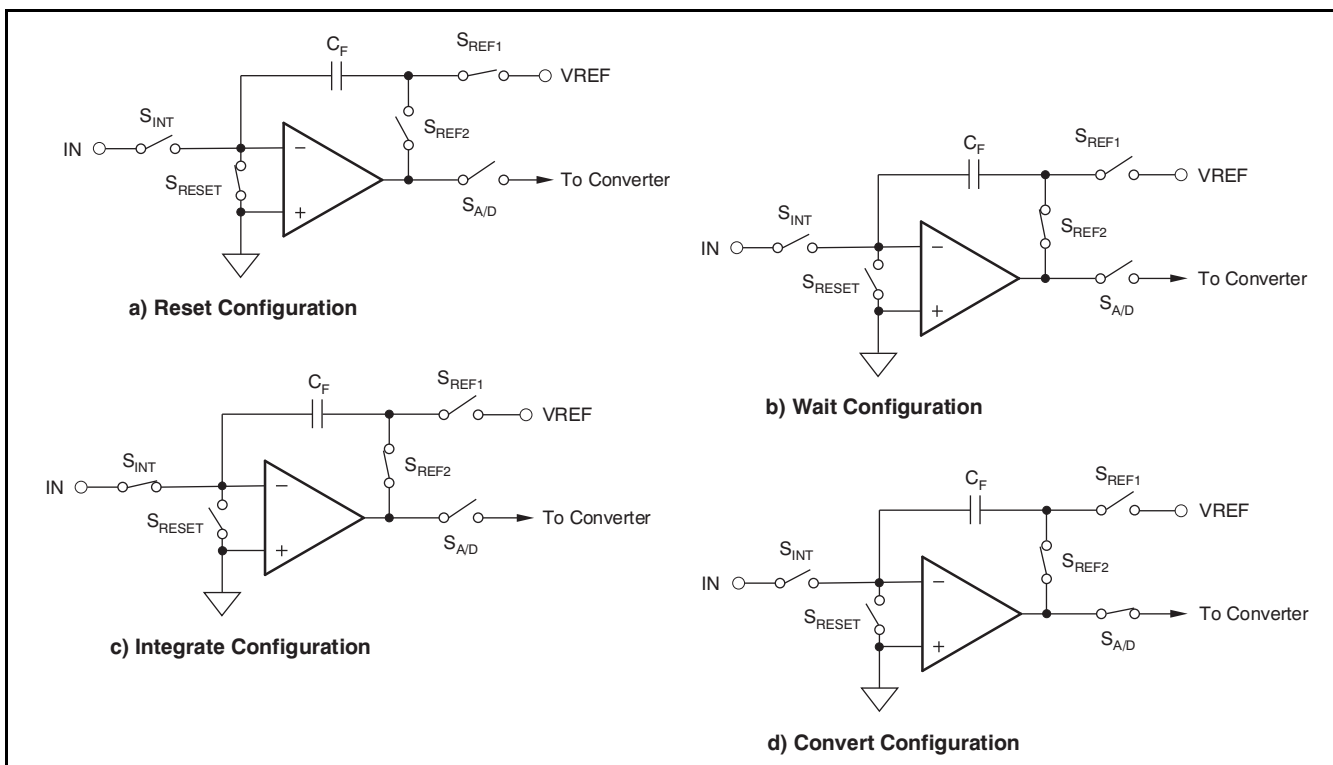 C_F
S_REF1
VREF
S_INT
IN
S_REF2
S_RESET
−
+
To Converter
S_A/D
a) Reset Configuration
C_F
S_REF1
VREF
S_INT
IN
S_REF2
S_RESET
−
+
To Converter
S_A/D
b) Wait Configuration
C_F
S_REF1
VREF
S_INT
IN
S_REF2
S_RESET
−
+
To Converter
S_A/D
c) Integrate Configuration
C_F
S_REF1
VREF
S_INT
IN
S_REF2
S_RESET
−
+
To Converter
S_A/D
d) Convert Configuration